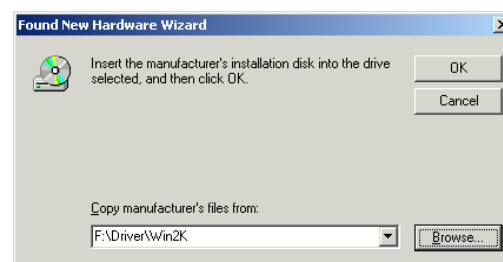 Found New Hardware Wizard
Insert the manufacturer's installation disk into the drive
selected, and then click OK.
OK
Cancel
Copy manufacturer's files from:
F:\Driver\Win2K
Browse...